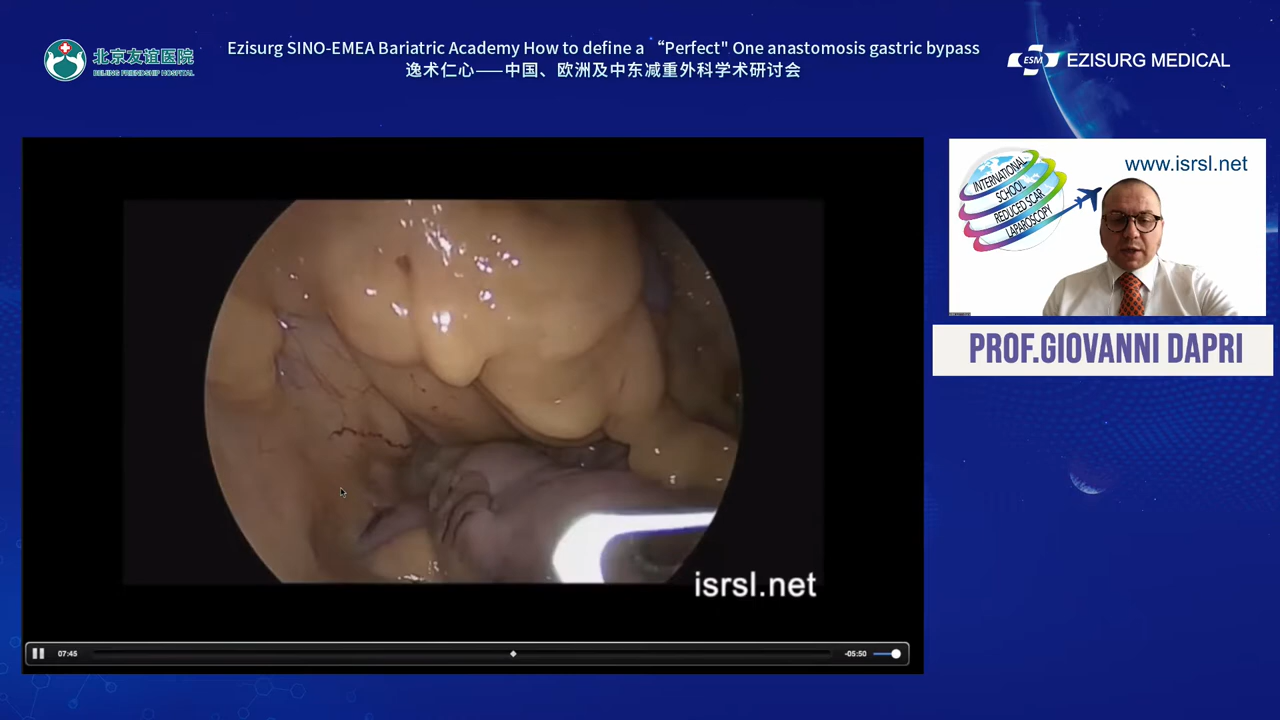 北京友谊医院
BEIJING FRIENDSHIP HOSPITAL
Ezisurg SINO-EMEA Bariatric Academy How to define a “Perfect" One anastomosis gastric bypass
逸术仁心——中国、欧洲及中东减重外科学术研讨会
ESM
EZISURG MEDICAL
www.isrsl.net
INTERNATIONAL
SCHOOL
REDUCED SCAR
LAPAROSCOPY
PROF.GIOVANNI DAPRI
isrsl.net
07:45
-05:50